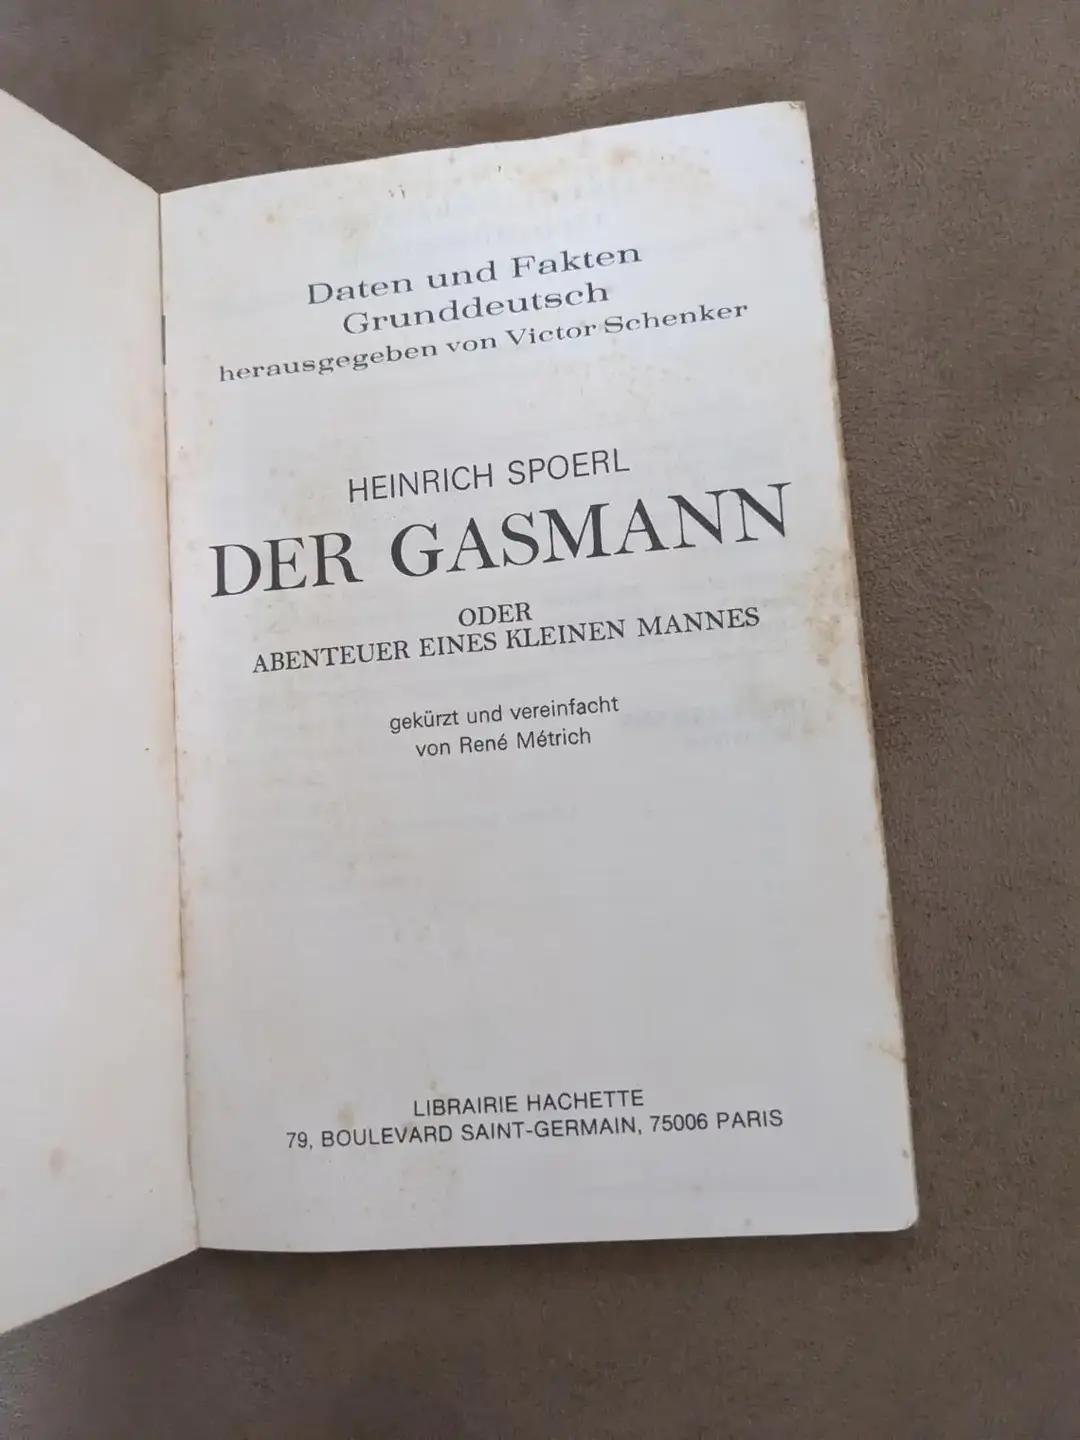 Daten und Fakten
Grunddeutsch
herausgegeben von Victor Schenker
HEINRICH SPOERL
DER GASMANN
ODER
ABENTEUER EINES KLEINEN MANNES
gekürzt und vereinfacht
von René Métrich
LIBRAIRIE HACHETTE
79, BOULEVARD SAINT-GERMAIN, 75006 PARIS